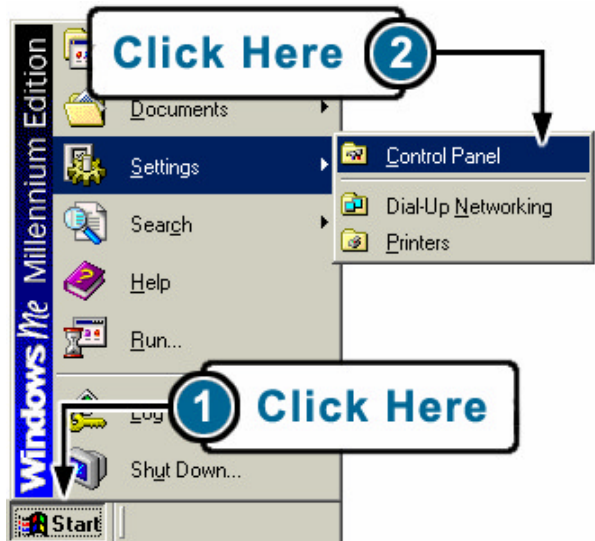 Click Here 2
Documents
Settings
Control Panel
Dial-Up Networking
Search
Printers
Help
Run...
1 Click Here
Log
Shut Down...
Start
Windows Me Millennium Edition